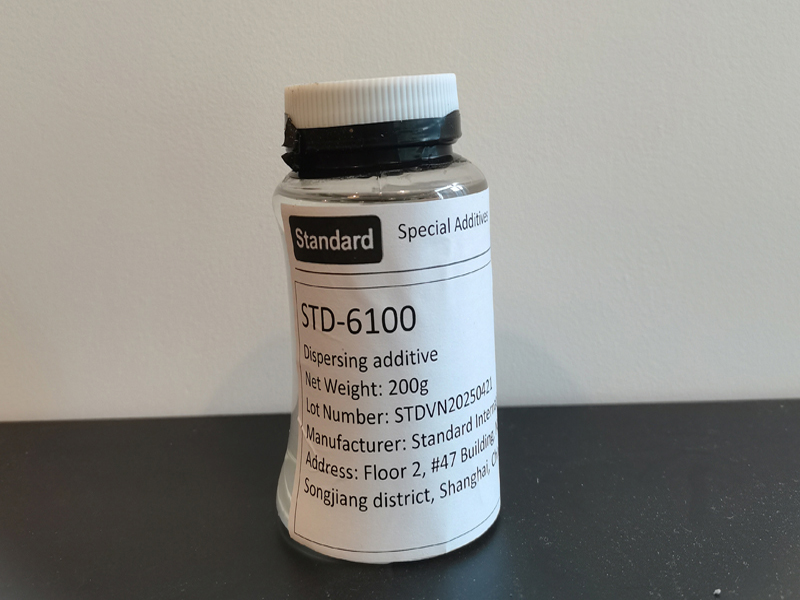 Standard Special Additives
STD-6100
Dispersing additive
Net Weight: 200g
Lot Number: STDVN20250421
Manufacturer: Standard
Address: Floor 2, #47 Building,
Songjiang district, Shanghai,